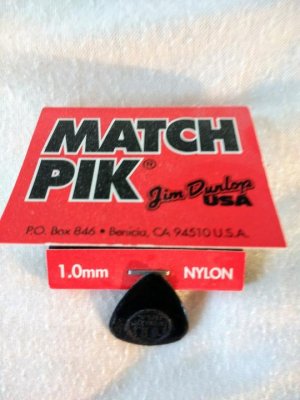 MATCH
PIK®
Jim Dunlop
USA
P.O. Box 846 • Benicia, CA 94510 U.S.A.
1.0mm NYLON